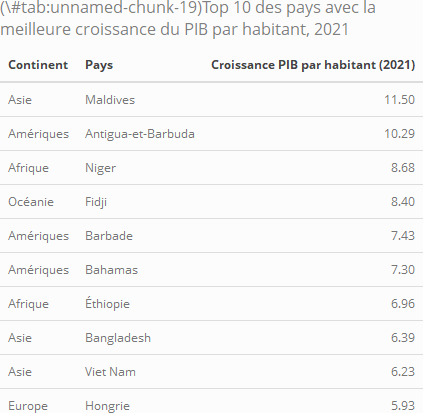 (\#tab:unnamed-chunk-19)Top 10 des pays avec la
meilleure croissance du PIB par habitant, 2021
Continent Pays Croissance PIB par habitant (2021)
Asie Maldives 11.50
Amériques Antigua-et-Barbuda 10.29
Afrique Niger 8.68
Océanie Fidji 8.40
Amériques Barbade 7.43
Amériques Bahamas 7.30
Afrique Éthiopie 6.96
Asie Bangladesh 6.39
Asie Viet Nam 6.23
Europe Hongrie 5.93